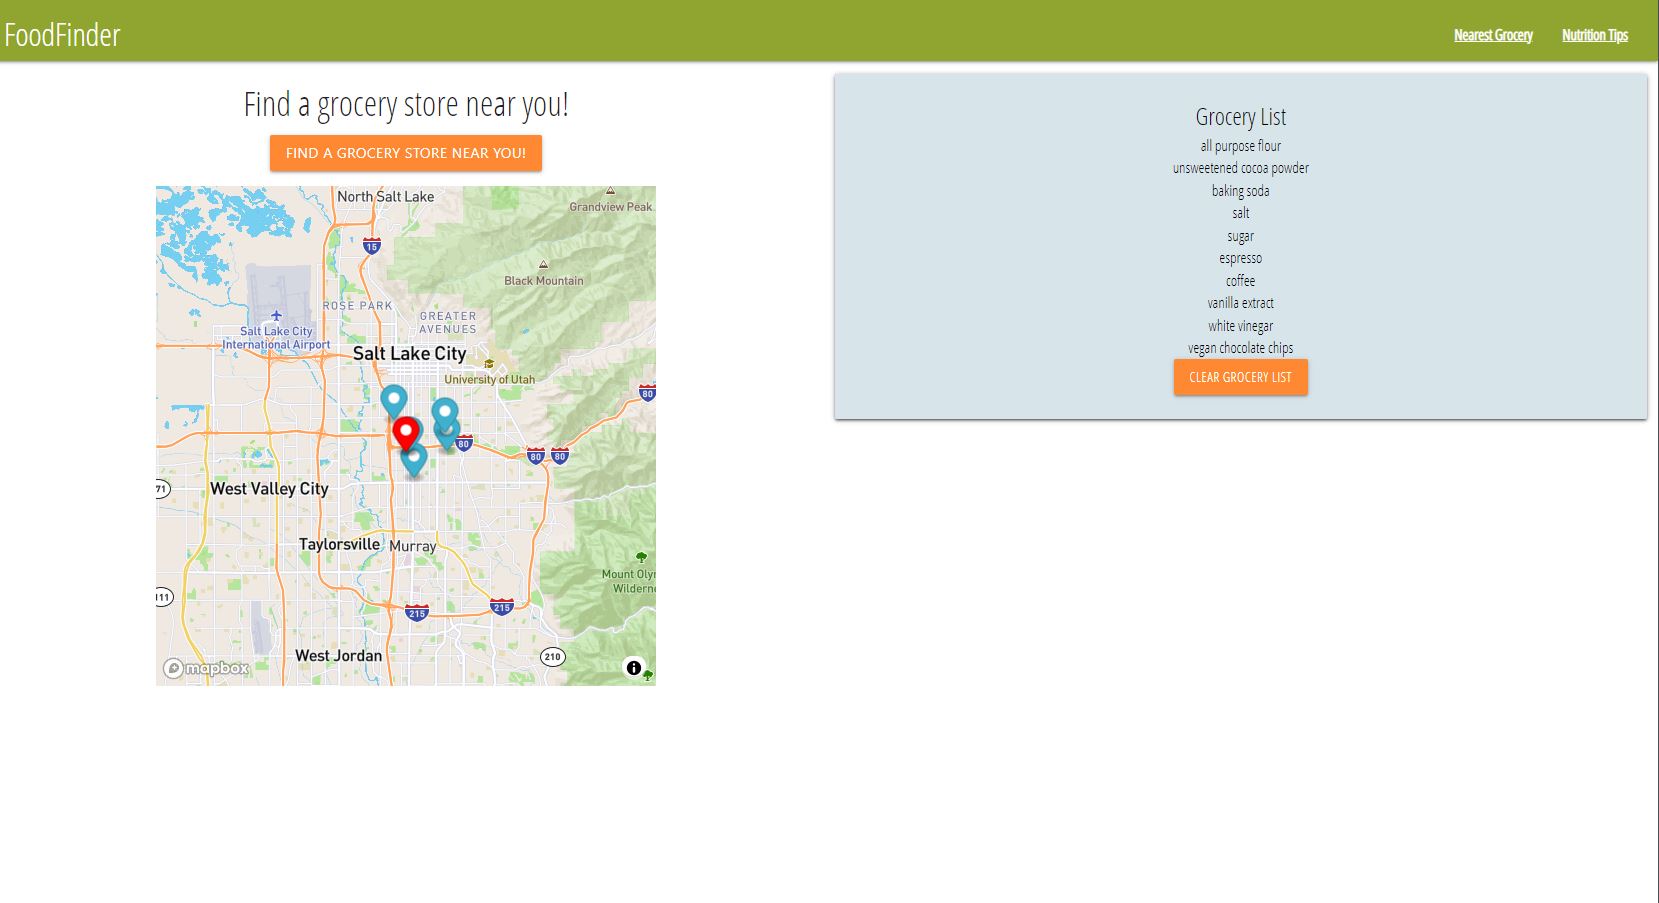 FoodFinder
Nearest Grocery
Nutrition Tips
Find a grocery store near you!
FIND A GROCERY STORE NEAR YOU!
North Salt Lake
Grandview Peak
15
Black Mountain
ROSE PARK
GREATER
AVENUES
Salt Lake City
International Airport
Salt Lake City
University of Utah
80
80
80
80
71
West Valley City
Taylorsville
Murray
Mount Oly
Wilderne
111
215
215
West Jordan
210
mapbox
i
Grocery List
all purpose flour
unsweetened cocoa powder
baking soda
salt
sugar
espresso
coffee
vanilla extract
white vinegar
vegan chocolate chips
CLEAR GROCERY LIST